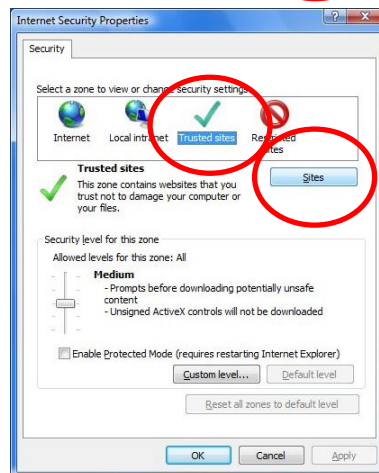 Internet Security Properties
Security
Select a zone to view or change security settings.
Internet Local intranet Trusted sites Restricted
sites
Trusted sites
Sites
This zone contains websites that you
trust not to damage your computer or
your files.
Security level for this zone
Allowed levels for this zone: All
Medium
- Prompts before downloading potentially unsafe
content
- Unsigned ActiveX controls will not be downloaded
Enable Protected Mode (requires restarting Internet Explorer)
Custom level... Default level
Reset all zones to default level
OK Cancel Apply